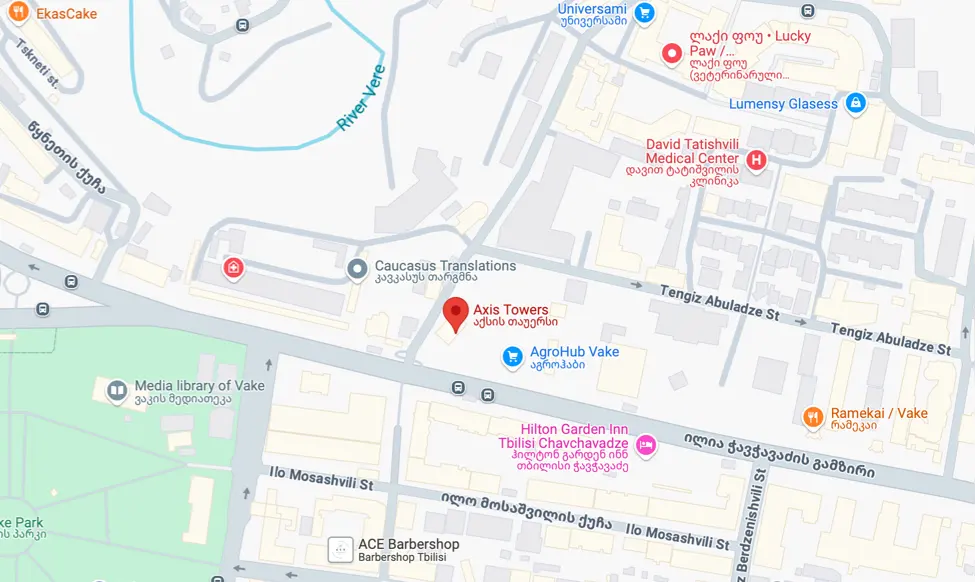 EkasCake
Universami
უნივერსამი
ლაქი ფოუ • Lucky
Paw /...
ლაქი ფოუ
(ვეტერინარული...
Tskneti st.
River Vere
Lumensy Glasess
წყნეთის ქუჩა
David Tatishvili
Medical Center
დავით ტატიშვილის
კლინიკა
Caucasus Translations
კავკასუს თარგმნა
Tengiz Abuladze St
Tengiz Abuladze St
Axis Towers
აქსის თაუერსი
AgroHub Vake
აგროჰაბი
Media library of Vake
ვაკის მედიათეკა
Ramekai / Vake
რამეკაი
Hilton Garden Inn
Tbilisi Chavchavadze
ჰილტონ გარდენ ინნ
თბილისი ჭავჭავაძე
ილია ჭავჭავაძის გამზირი
Ilo Mosashvili St
ილო მოსაშვილის ქუჩა
Ilo Mosashvili St
z Berdzenishvili St
ke Park
ის პარკი
ACE Barbershop
Barbershop Tbilisi